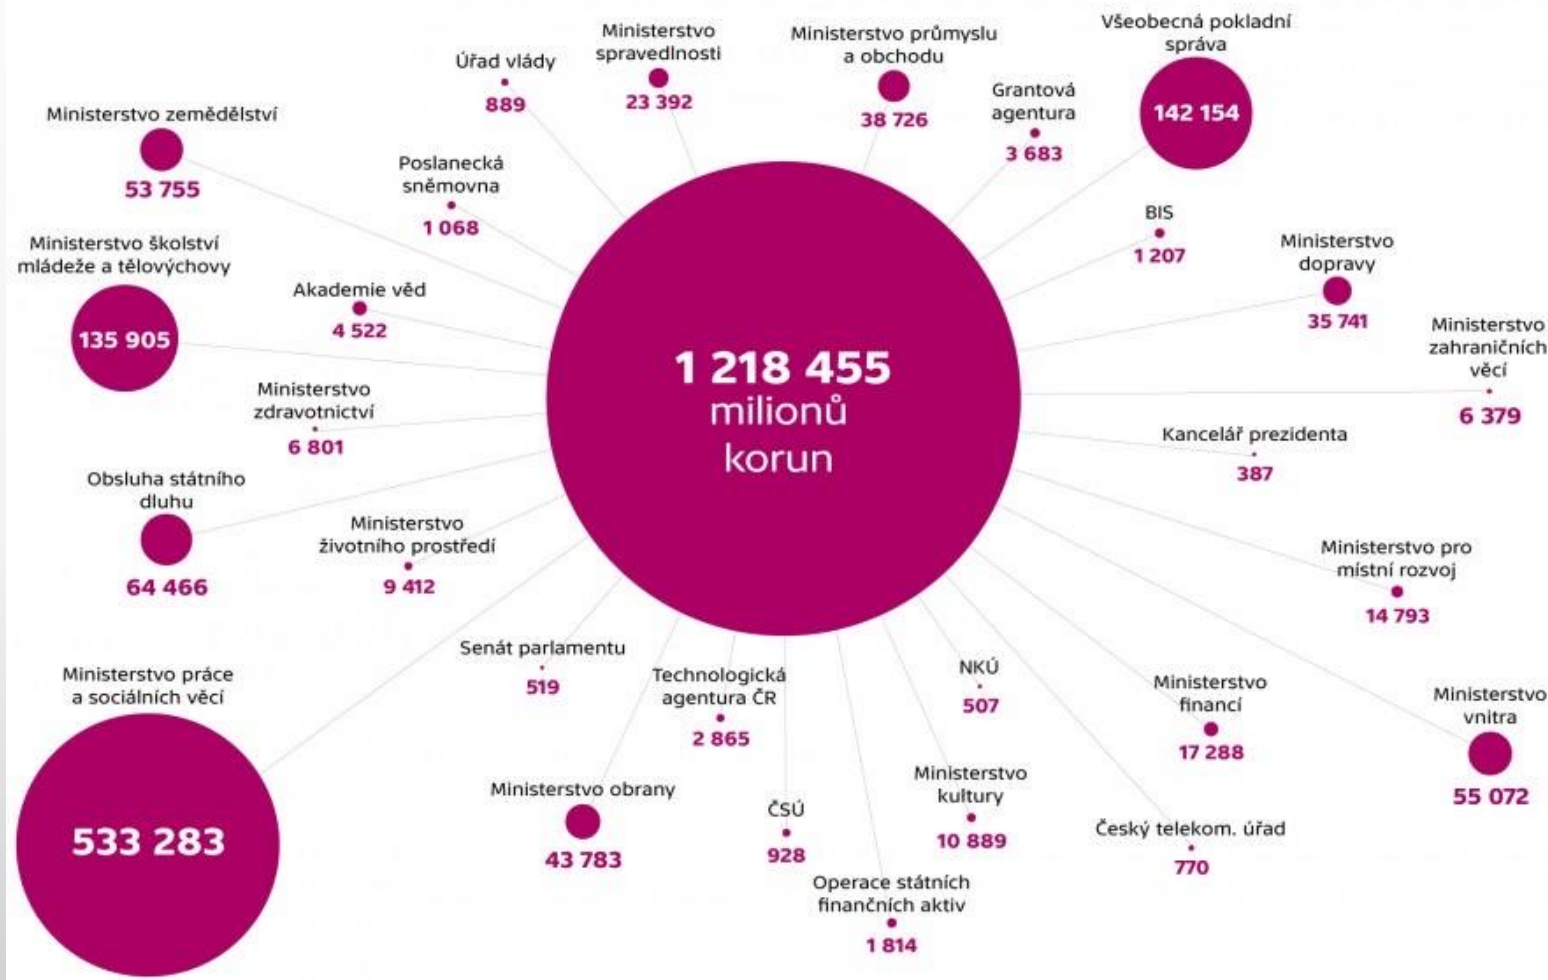 Ministerstvo
spravedlnosti
23 392
Ministerstvo průmyslu
a obchodu
38 726
Všeobecná pokladní
správa
142 154
Úřad vlády
889
Grantová
agentura
3 683
Ministerstvo zemědělství
53 755
Poslanecká
sněmovna
1 068
BIS
1 207
Ministerstvo školství
mládeže a tělovýchovy
135 905
Akademie věd
4 522
Ministerstvo
dopravy
35 741
Ministerstvo
zahraničních
věcí
6 379
1 218 455
milionů
korun
Ministerstvo
zdravotnictví
6 801
Kancelář prezidenta
387
Obsluha státního
dluhu
64 466
Ministerstvo
životního prostředí
9 412
Ministerstvo pro
místní rozvoj
14 793
Ministerstvo práce
a sociálních věcí
533 283
Senát parlamentu
519
Technologická
agentura ČR
2 865
NKÚ
507
Ministerstvo
financí
17 288
Ministerstvo
vnitra
55 072
Ministerstvo obrany
43 783
ČSÚ
928
Ministerstvo
kultury
10 889
Český telekom. úřad
770
Operace státních
finančních aktiv
1 814